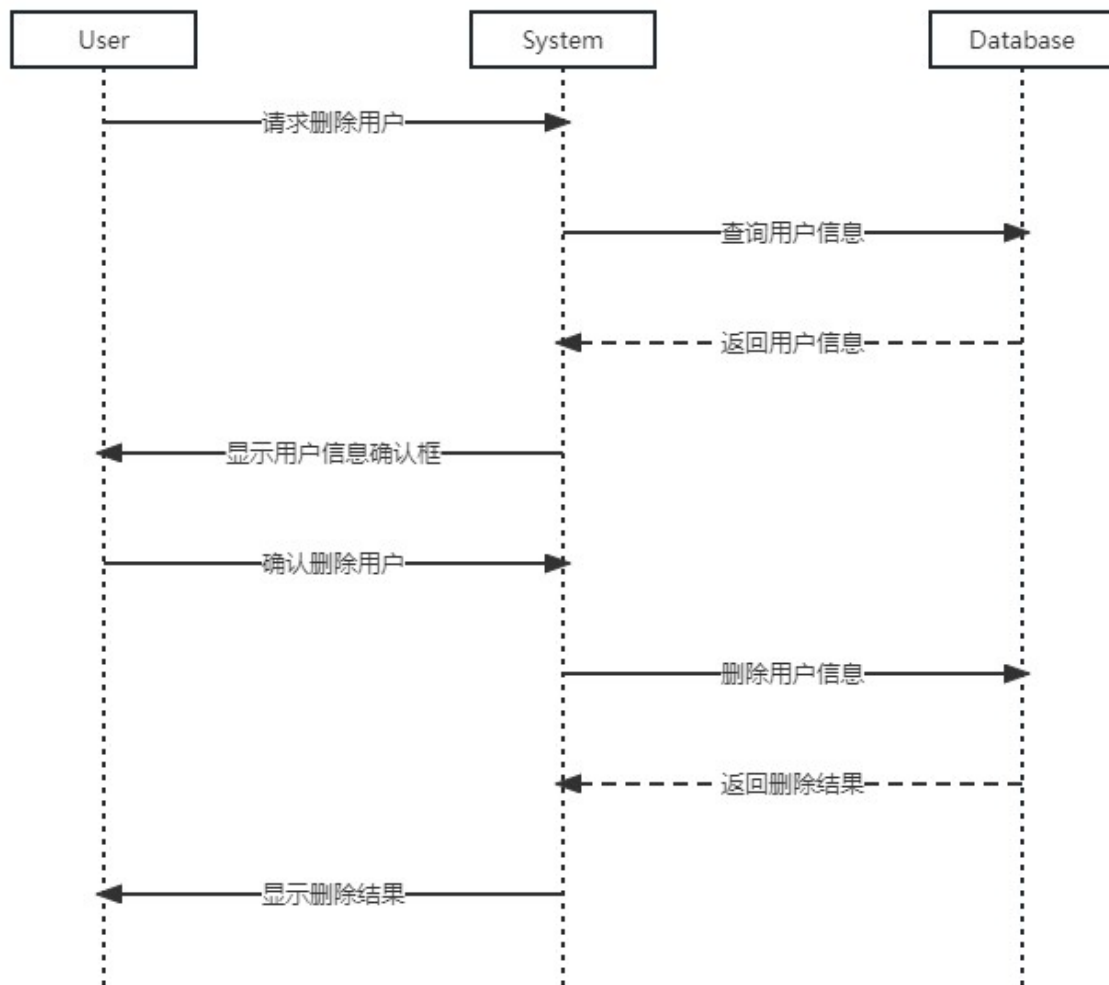 User
System
Database
请求删除用户
查询用户信息
返回用户信息
显示用户信息确认框
确认删除用户
删除用户信息
返回删除结果
显示删除结果